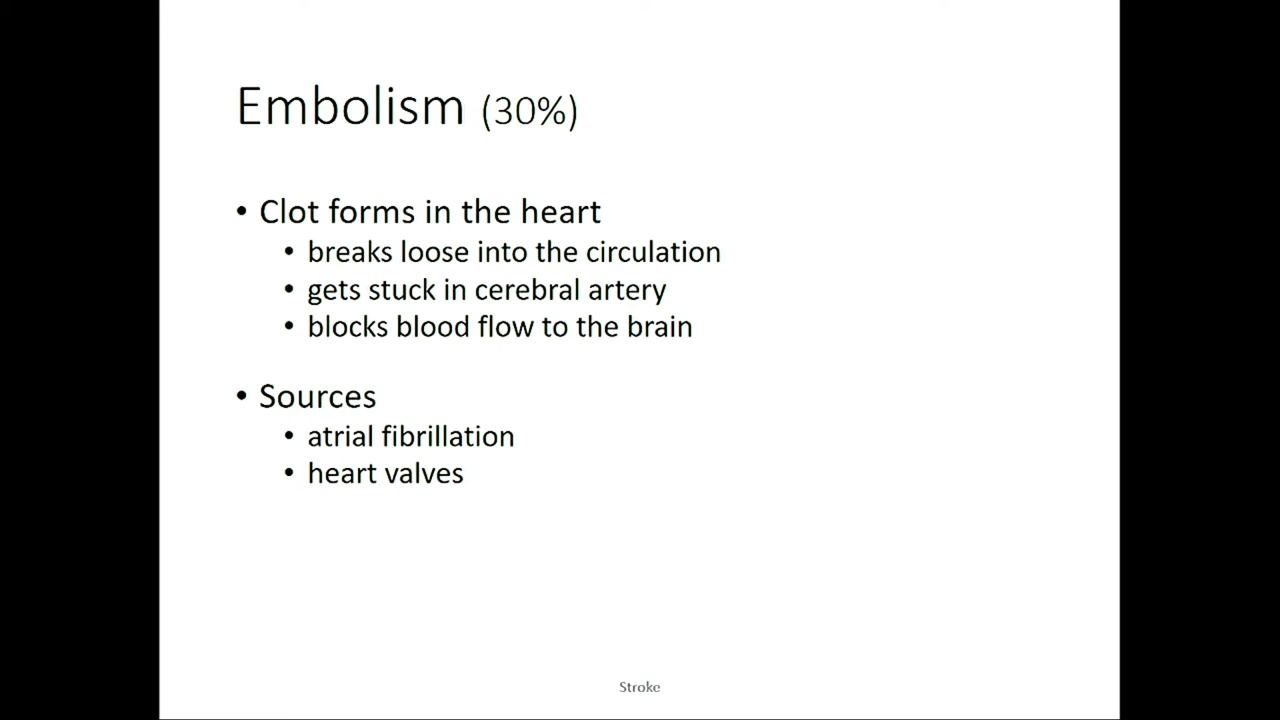 Embolism (30%)
• Clot forms in the heart
• breaks loose into the circulation
• gets stuck in cerebral artery
• blocks blood flow to the brain
• Sources
• atrial fibrillation
• heart valves
Stroke